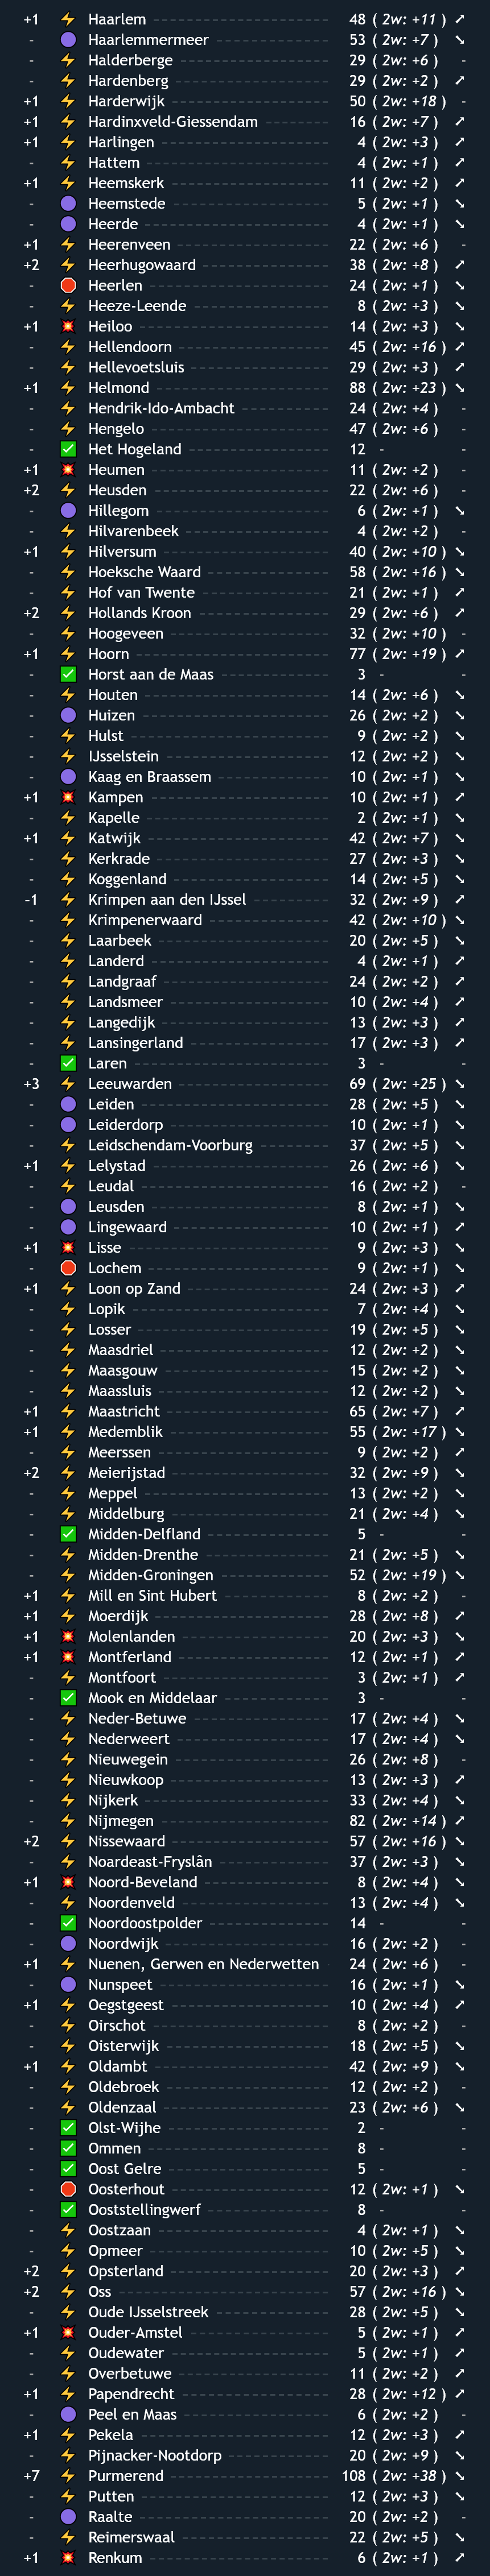 +1 ⚡ Haarlem 48 ( 2w: +11 ) ➚
- 🟣 Haarlemmermeer 53 ( 2w: +7 ) ➘
- ⚡ Halderberge 29 ( 2w: +6 ) -
- ⚡ Hardenberg 29 ( 2w: +2 ) ➚
+1 ⚡ Harderwijk 50 ( 2w: +18 ) -
+1 ⚡ Hardinxveld-Giessendam 16 ( 2w: +7 ) ➚
+1 ⚡ Harlingen 4 ( 2w: +3 ) ➚
- ⚡ Hattem 4 ( 2w: +1 ) ➚
+1 ⚡ Heemskerk 11 ( 2w: +2 ) ➚
- 🟣 Heemstede 5 ( 2w: +1 ) ➘
- 🟣 Heerde 4 ( 2w: +1 ) ➘
+1 ⚡ Heerenveen 22 ( 2w: +6 ) -
+2 ⚡ Heerhugowaard 38 ( 2w: +8 ) ➚
- 🛑 Heerlen 24 ( 2w: +1 ) ➘
- ⚡ Heeze-Leende 8 ( 2w: +3 ) ➘
+1 💥 Heiloo 14 ( 2w: +3 ) ➘
- ⚡ Hellendoorn 45 ( 2w: +16 ) ➚
- ⚡ Hellevoetsluis 29 ( 2w: +3 ) ➚
+1 ⚡ Helmond 88 ( 2w: +23 ) ➘
- ⚡ Hendrik-Ido-Ambacht 24 ( 2w: +4 ) -
- ⚡ Hengelo 47 ( 2w: +6 ) -
- ✅ Het Hogeland 12 - -
+1 💥 Heumen 11 ( 2w: +2 ) -
+2 ⚡ Heusden 22 ( 2w: +6 ) -
- 🟣 Hillegom 6 ( 2w: +1 ) ➘
- ⚡ Hilvarenbeek 4 ( 2w: +2 ) -
+1 ⚡ Hilversum 40 ( 2w: +10 ) ➘
- ⚡ Hoeksche Waard 58 ( 2w: +16 ) ➘
- ⚡ Hof van Twente 21 ( 2w: +1 ) ➚
+2 ⚡ Hollands Kroon 29 ( 2w: +6 ) ➚
- ⚡ Hoogeveen 32 ( 2w: +10 ) -
+1 ⚡ Hoorn 77 ( 2w: +19 ) ➚
- ✅ Horst aan de Maas 3 - -
- ⚡ Houten 14 ( 2w: +6 ) ➘
- 🟣 Huizen 26 ( 2w: +2 ) ➘
- ⚡ Hulst 9 ( 2w: +2 ) ➘
- ⚡ IJsselstein 12 ( 2w: +2 ) ➘
- 🟣 Kaag en Braassem 10 ( 2w: +1 ) ➘
+1 💥 Kampen 10 ( 2w: +1 ) ➚
- ⚡ Kapelle 2 ( 2w: +1 ) ➘
+1 ⚡ Katwijk 42 ( 2w: +7 ) ➘
- ⚡ Kerkrade 27 ( 2w: +3 ) ➘
- ⚡ Koggenland 14 ( 2w: +5 ) ➘
-1 ⚡ Krimpen aan den IJssel 32 ( 2w: +9 ) ➚
- ⚡ Krimpenerwaard 42 ( 2w: +10 ) ➘
- ⚡ Laarbeek 20 ( 2w: +5 ) ➘
- ⚡ Landerd 4 ( 2w: +1 ) ➚
- ⚡ Landgraaf 24 ( 2w: +2 ) ➚
- ⚡ Landsmeer 10 ( 2w: +4 ) ➚
- ⚡ Langedijk 13 ( 2w: +3 ) ➚
- ⚡ Lansingerland 17 ( 2w: +3 ) ➚
- ✅ Laren 3 - -
+3 ⚡ Leeuwarden 69 ( 2w: +25 ) ➘
- 🟣 Leiden 28 ( 2w: +5 ) ➘
- 🟣 Leiderdorp 10 ( 2w: +1 ) ➘
- ⚡ Leidschendam-Voorburg 37 ( 2w: +5 ) ➘
+1 ⚡ Lelystad 26 ( 2w: +6 ) ➘
- ⚡ Leudal 16 ( 2w: +2 ) -
- 🟣 Leusden 8 ( 2w: +1 ) ➘
- 🟣 Lingewaard 10 ( 2w: +1 ) ➚
+1 💥 Lisse 9 ( 2w: +3 ) ➘
- 🛑 Lochem 9 ( 2w: +1 ) ➘
+1 ⚡ Loon op Zand 24 ( 2w: +3 ) ➚
- ⚡ Lopik 7 ( 2w: +4 ) ➘
- ⚡ Losser 19 ( 2w: +5 ) ➘
- ⚡ Maasdriel 12 ( 2w: +2 ) ➘
- ⚡ Maasgouw 15 ( 2w: +2 ) ➘
- ⚡ Maassluis 12 ( 2w: +2 ) ➘
+1 ⚡ Maastricht 65 ( 2w: +7 ) ➚
+1 ⚡ Medemblik 55 ( 2w: +17 ) ➘
- ⚡ Meerssen 9 ( 2w: +2 ) ➚
+2 ⚡ Meierijstad 32 ( 2w: +9 ) ➘
- ⚡ Meppel 13 ( 2w: +2 ) ➘
- ⚡ Middelburg 21 ( 2w: +4 ) ➘
- ✅ Midden-Delfland 5 - -
- ⚡ Midden-Drenthe 21 ( 2w: +5 ) ➘
- ⚡ Midden-Groningen 52 ( 2w: +19 ) ➘
+1 ⚡ Mill en Sint Hubert 8 ( 2w: +2 ) -
+1 ⚡ Moerdijk 28 ( 2w: +8 ) ➚
+1 💥 Molenlanden 20 ( 2w: +3 ) ➘
+1 💥 Montferland 12 ( 2w: +1 ) ➚
- ⚡ Montfoort 3 ( 2w: +1 ) ➚
- ✅ Mook en Middelaar 3 - -
- ⚡ Neder-Betuwe 17 ( 2w: +4 ) ➘
- ⚡ Nederweert 17 ( 2w: +4 ) ➘
- ⚡ Nieuwegein 26 ( 2w: +8 ) -
- ⚡ Nieuwkoop 13 ( 2w: +3 ) ➚
- ⚡ Nijkerk 33 ( 2w: +4 ) ➘
- ⚡ Nijmegen 82 ( 2w: +14 ) ➚
+2 ⚡ Nissewaard 57 ( 2w: +16 ) ➘
- ⚡ Noardeast-Fryslân 37 ( 2w: +3 ) ➘
+1 💥 Noord-Beveland 8 ( 2w: +4 ) ➘
- ⚡ Noordenveld 13 ( 2w: +4 ) ➘
- ✅ Noordoostpolder 14 - -
- 🟣 Noordwijk 16 ( 2w: +2 ) -
+1 ⚡ Nuenen, Gerwen en Nederwetten 24 ( 2w: +6 ) -
- 🟣 Nunspeet 16 ( 2w: +1 ) ➘
+1 ⚡ Oegstgeest 10 ( 2w: +4 ) ➚
- ⚡ Oirschot 8 ( 2w: +2 ) -
- ⚡ Oisterwijk 18 ( 2w: +5 ) ➘
+1 ⚡ Oldambt 42 ( 2w: +9 ) ➘
- ⚡ Oldebroek 12 ( 2w: +2 ) -
- ⚡ Oldenzaal 23 ( 2w: +6 ) ➘
- ✅ Olst-Wijhe 2 - -
- ✅ Ommen 8 - -
- ✅ Oost Gelre 5 - -
- 🛑 Oosterhout 12 ( 2w: +1 ) ➘
- ✅ Ooststellingwerf 8 - -
- ⚡ Oostzaan 4 ( 2w: +1 ) ➘
- ⚡ Opmeer 10 ( 2w: +5 ) ➘
+2 ⚡ Opsterland 20 ( 2w: +3 ) ➚
+2 ⚡ Oss 57 ( 2w: +16 ) ➘
- ⚡ Oude IJsselstreek 28 ( 2w: +5 ) ➘
+1 💥 Ouder-Amstel 5 ( 2w: +1 ) ➚
- ⚡ Oudewater 5 ( 2w: +1 ) ➚
- ⚡ Overbetuwe 11 ( 2w: +2 ) ➚
+1 ⚡ Papendrecht 28 ( 2w: +12 ) ➚
- 🟣 Peel en Maas 6 ( 2w: +2 ) -
+1 ⚡ Pekela 12 ( 2w: +3 ) ➚
- ⚡ Pijnacker-Nootdorp 20 ( 2w: +9 ) ➘
+7 ⚡ Purmerend 108 ( 2w: +38 ) ➘
- ⚡ Putten 12 ( 2w: +3 ) ➘
- 🟣 Raalte 20 ( 2w: +2 ) -
- ⚡ Reimerswaal 22 ( 2w: +5 ) ➘
+1 💥 Renkum 6 ( 2w: +1 ) ➚